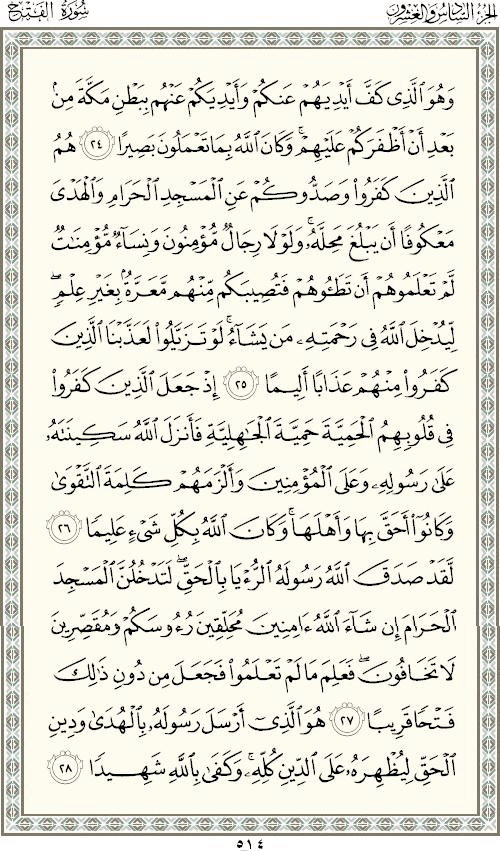 الجزء السادس والعشرون
سورة الفتح
وَهُوَ ٱلَّذِى كَفَّ أَيْدِيَهُمْ عَنكُمْ وَأَيْدِيَكُمْ عَنْهُم بِبَطْنِ مَكَّةَ مِنۢ
بَعْدِ أَنْ أَظْفَرَكُمْ عَلَيْهِمْ ۚ وَكَانَ ٱللَّهُ بِمَا تَعْمَلُونَ بَصِيرًا ٢٤ هُمُ
ٱلَّذِينَ كَفَرُوا۟ وَصَدُّوكُمْ عَنِ ٱلْمَسْجِدِ ٱلْحَرَامِ وَٱلْهَدْىَ
مَعْكُوفًا أَن يَبْلُغَ مَحِلَّهُۥ ۚ وَلَوْلَا رِجَالٌ مُّؤْمِنُونَ وَنِسَآءٌ مُّؤْمِنَـٰتٌ
لَّمْ تَعْلَمُوهُمْ أَن تَطَـُٔوهُمْ فَتُصِيبَكُم مِّنْهُم مَّعَرَّةٌۢ بِغَيْرِ عِلْمٍ ۖ
لِّيُدْخِلَ ٱللَّهُ فِى رَحْمَتِهِۦ مَن يَشَآءُ ۚ لَوْ تَزَيَّلُوا۟ لَعَذَّبْنَا ٱلَّذِينَ
كَفَرُوا۟ مِنْهُمْ عَذَابًا أَلِيمًا ٢٥ إِذْ جَعَلَ ٱلَّذِينَ كَفَرُوا۟
فِى قُلُوبِهِمُ ٱلْحَمِيَّةَ حَمِيَّةَ ٱلْجَـٰهِلِيَّةِ فَأَنزَلَ ٱللَّهُ سَكِينَتَهُۥ
عَلَىٰ رَسُولِهِۦ وَعَلَى ٱلْمُؤْمِنِينَ وَأَلْزَمَهُمْ كَلِمَةَ ٱلتَّقْوَىٰ
وَكَانُوٓا۟ أَحَقَّ بِهَا وَأَهْلَهَا ۚ وَكَانَ ٱللَّهُ بِكُلِّ شَىْءٍ عَلِيمًا ٢٦
لَّقَدْ صَدَقَ ٱللَّهُ رَسُولَهُ ٱلرُّءْيَا بِٱلْحَقِّ ۖ لَتَدْخُلُنَّ ٱلْمَسْجِدَ
ٱلْحَرَامَ إِن شَآءَ ٱللَّهُ ءَامِنِينَ مُحَلِّقِينَ رُءُوسَكُمْ وَمُقَصِّرِينَ
لَا تَخَافُونَ ۖ فَعَلِمَ مَا لَمْ تَعْلَمُوا۟ فَجَعَلَ مِن دُونِ ذَٰلِكَ
فَتْحًا قَرِيبًا ٢٧ هُوَ ٱلَّذِىٓ أَرْسَلَ رَسُولَهُۥ بِٱلْهُدَىٰ وَدِينِ
ٱلْحَقِّ لِيُظْهِرَهُۥ عَلَى ٱلدِّينِ كُلِّهِۦ ۚ وَكَفَىٰ بِٱللَّهِ شَهِيدًا ٢٨
٥١٤